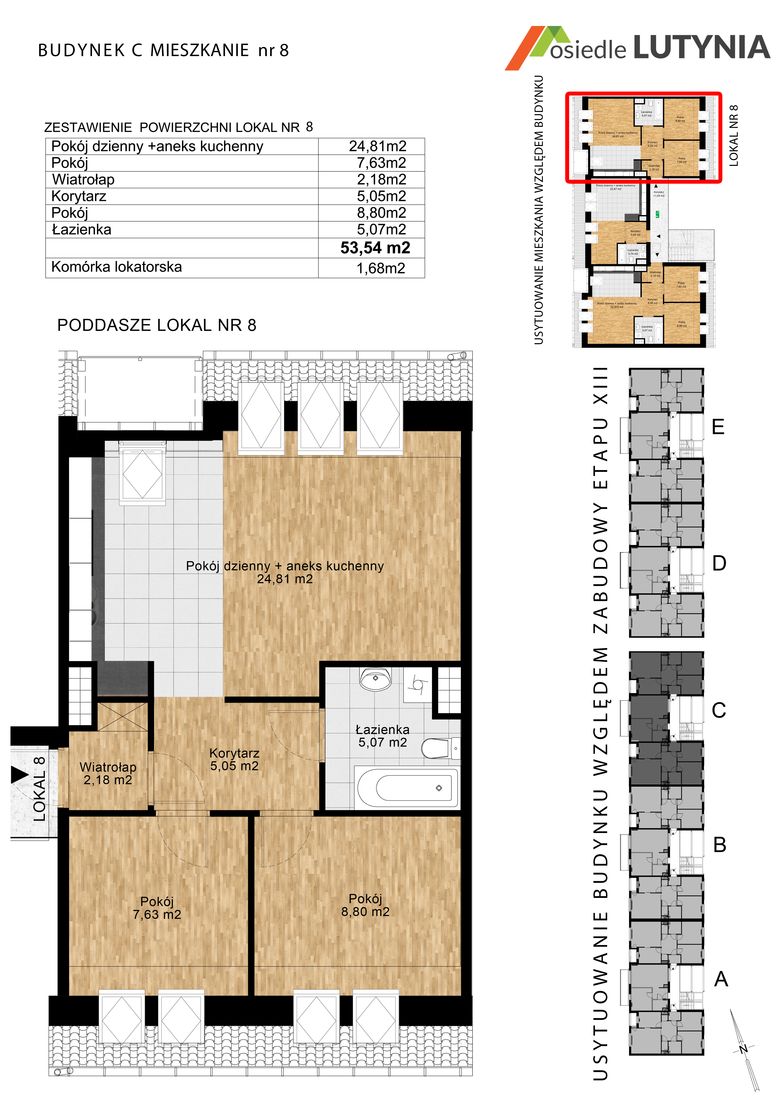 BUDYNEK C MIESZKANIE nr 8
osiedle LUTYNIA
ZESTAWIENIE POWIERZCHNI LOKAL NR 8
Pokój dzienny +aneks kuchenny 24,81m2
Pokój 7,63m2
Wiatrołap 2,18m2
Korytarz 5,05m2
Pokój 8,80m2
Łazienka 5,07m2
53,54 m2
Komórka lokatorska 1,68m2
USYTUOWANIE MIESZKANIA WZGLĘDEM BUDYNKU
LOKAL NR 8
PODDASZE LOKAL NR 8
Pokój dzienny + aneks kuchenny
24,81 m2
Łazienka
5,07 m2
Korytarz
5,05 m2
Wiatrołap
2,18 m2
LOKAL 8
Pokój
7,63 m2
Pokój
8,80 m2
USYTUOWANIE BUDYNKU WZGLĘDEM ZABUDOWY ETAPU XIII
E
D
C
B
A
N